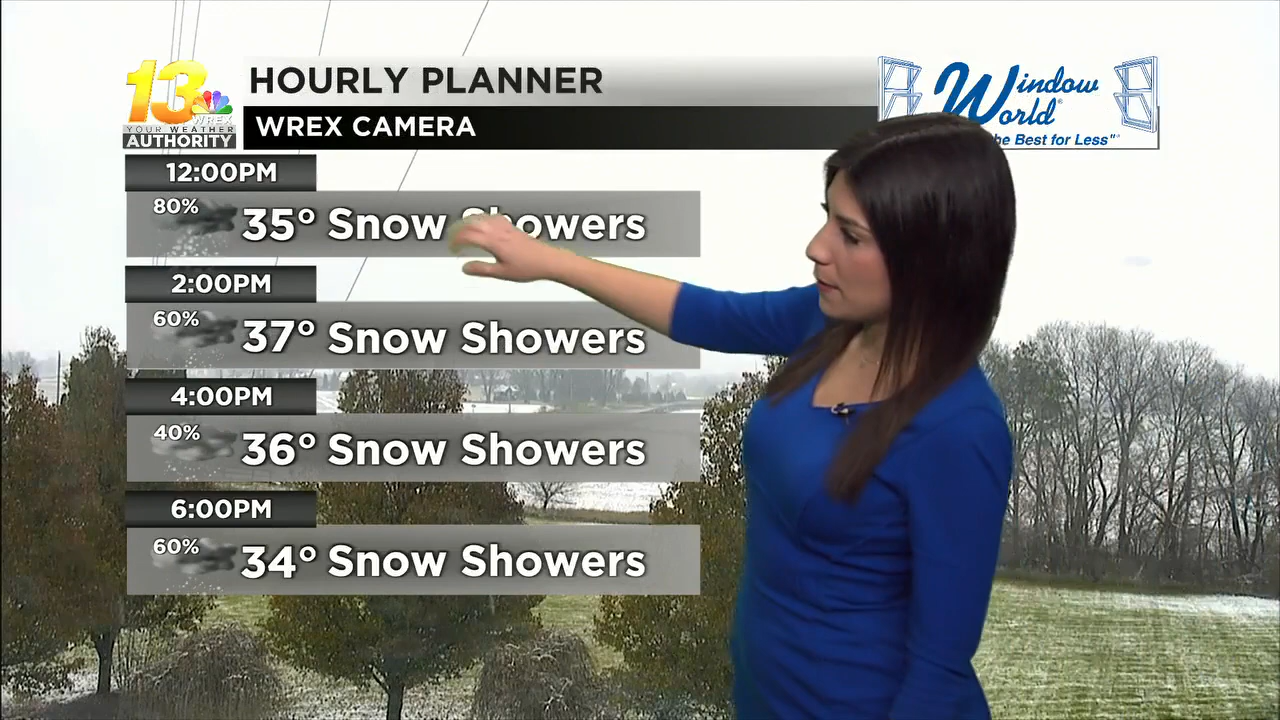 13
WREX
YOUR WEATHER
AUTHORITY
HOURLY PLANNER
WREX CAMERA
Window
World®
the Best for Less"
12:00PM
80%
35° Snow Showers
2:00PM
60%
37° Snow Showers
4:00PM
40%
36° Snow Showers
6:00PM
60%
34° Snow Showers